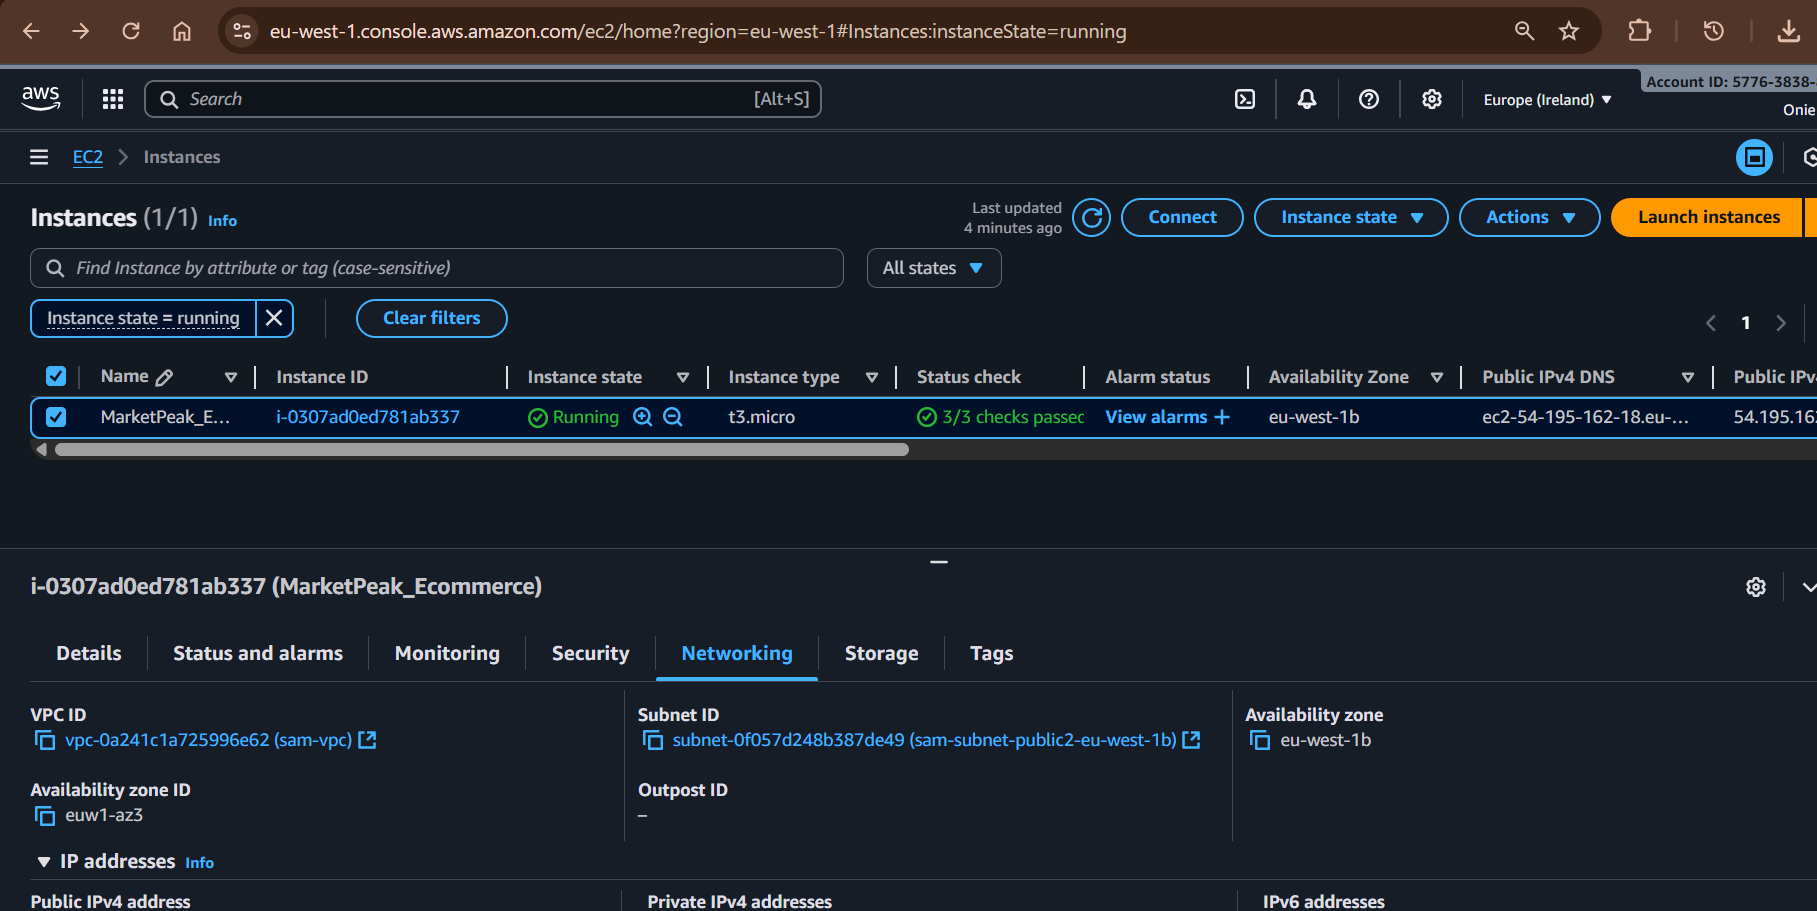 eu-west-1.console.aws.amazon.com/ec2/home?region=eu-west-1#Instances:instanceState=running
aws
Search [Alt+S]
Europe (Ireland)
Account ID: 5776-3838-
Onie
EC2 Instances
Instances (1/1) Info
Last updated
4 minutes ago
Connect Instance state Actions Launch instances
Find Instance by attribute or tag (case-sensitive) All states
Instance state = running Clear filters
1
Name Instance ID Instance state Instance type Status check Alarm status Availability Zone Public IPv4 DNS Public IPv
MarketPeak_E... i-0307ad0ed781ab337 Running t3.micro 3/3 checks passed View alarms + eu-west-1b ec2-54-195-162-18.eu-... 54.195.162
i-0307ad0ed781ab337 (MarketPeak_Ecommerce)
Details Status and alarms Monitoring Security Networking Storage Tags
VPC ID Subnet ID Availability zone
vpc-0a241c1a725996e62 (sam-vpc) subnet-0f057d248b387de49 (sam-subnet-public2-eu-west-1b) eu-west-1b
Availability zone ID Outpost ID
euw1-az3 –
IP addresses Info
Public IPv4 address Private IPv4 addresses IPv6 addresses